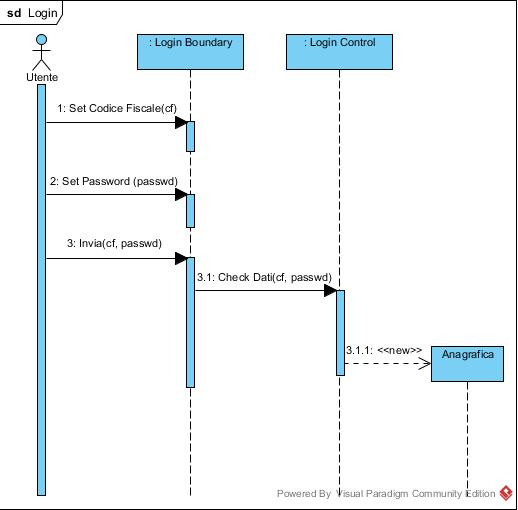 sd Login
: Login Boundary
: Login Control
Utente
1: Set Codice Fiscale(cf)
2: Set Password (passwd)
3: Invia(cf, passwd)
3.1: Check Dati(cf, passwd)
3.1.1: <<new>>
Anagrafica
Powered By Visual Paradigm Community Edition